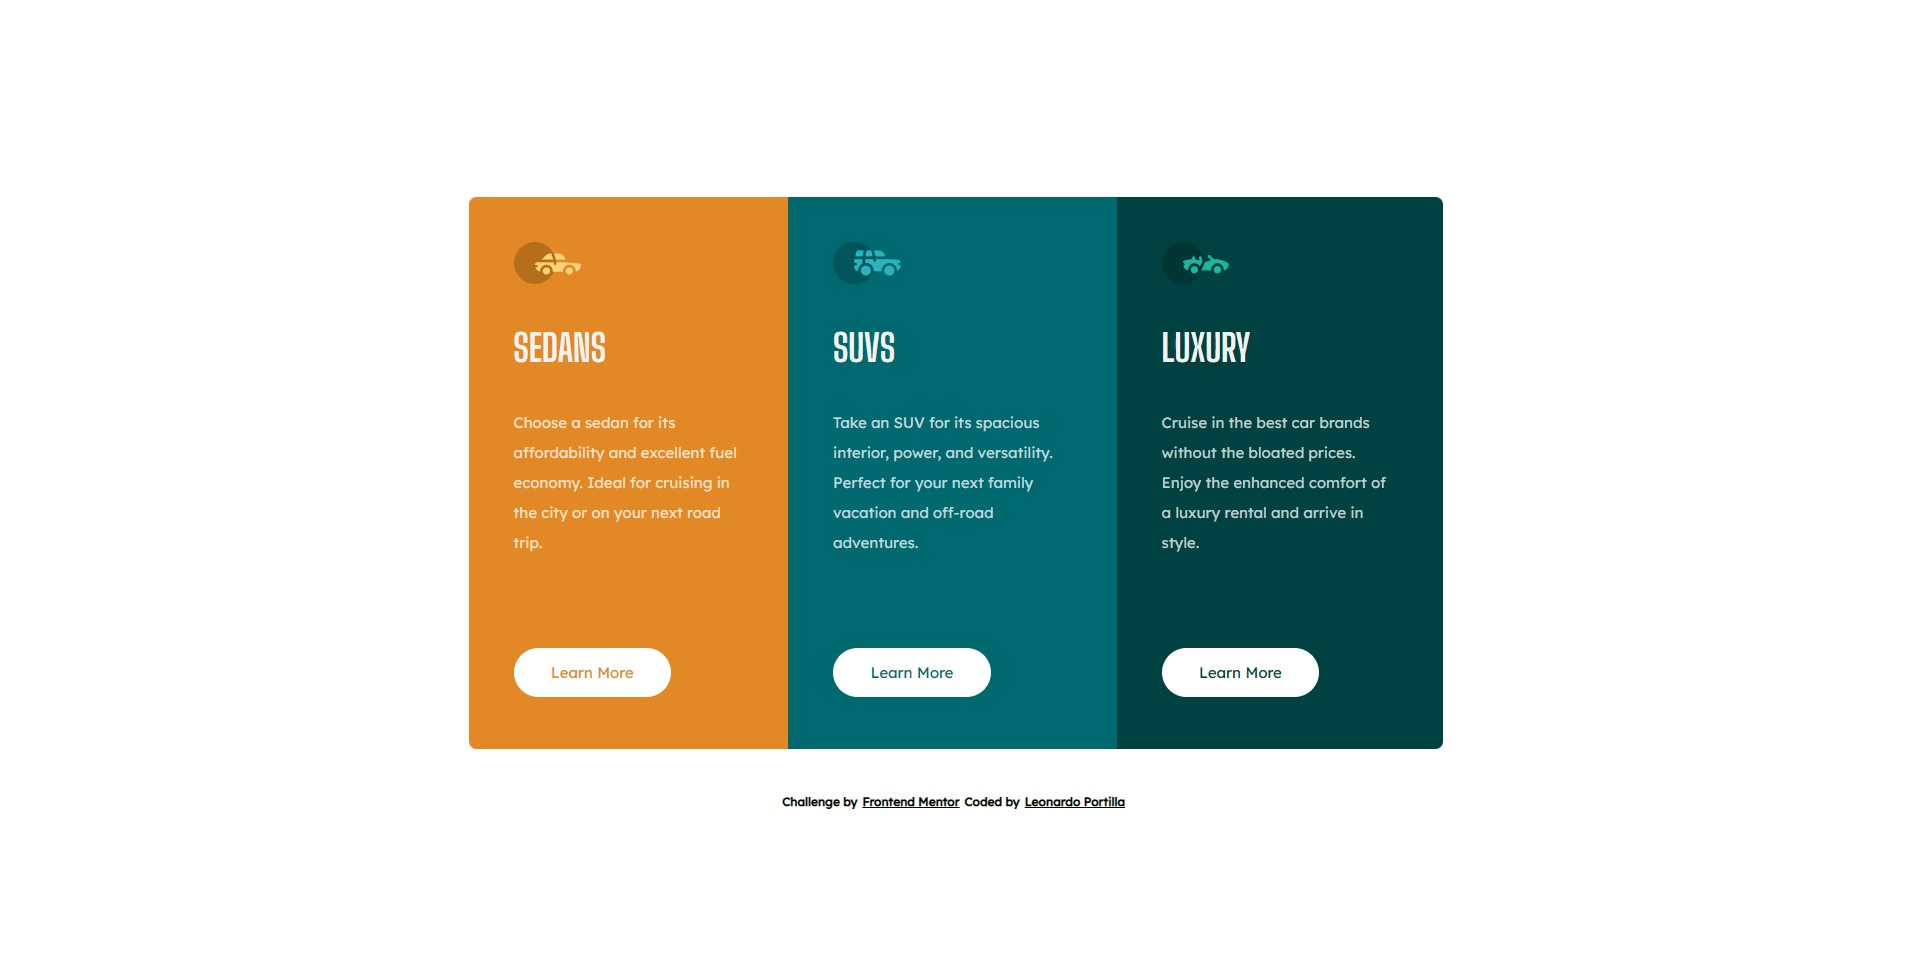 SEDANS
Choose a sedan for its
affordability and excellent fuel
economy. Ideal for cruising in
the city or on your next road
trip.
Learn More
SUVS
Take an SUV for its spacious
interior, power, and versatility.
Perfect for your next family
vacation and off-road
adventures.
Learn More
LUXURY
Cruise in the best car brands
without the bloated prices.
Enjoy the enhanced comfort of
a luxury rental and arrive in
style.
Learn More
Challenge by Frontend Mentor Coded by Leonardo Portilla